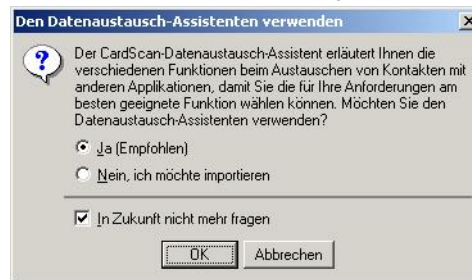 Den Datenaustausch-Assistenten verwenden
Der CardScan-Datenaustausch-Assistent erläutert Ihnen die
verschiedenen Funktionen beim Austauschen von Kontakten mit
anderen Applikationen, damit Sie die für Ihre Anforderungen am
besten geeignete Funktion wählen können. Möchten Sie den
Datenaustausch-Assistenten verwenden?
Ja (Empfohlen)
Nein, ich möchte importieren
In Zukunft nicht mehr fragen
OK Abbrechen